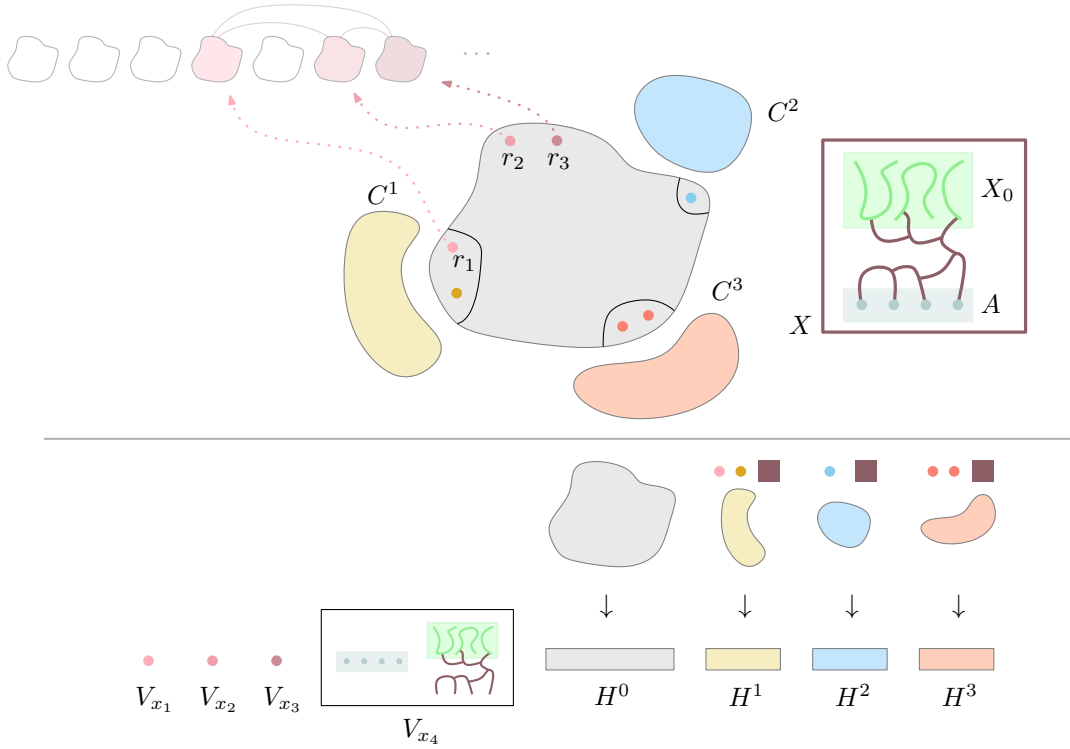 ...
C^2
r_2 r_3
X_0
C^1
r_1
C^3
A
X
↓ ↓ ↓ ↓
V_{x_1} V_{x_2} V_{x_3} V_{x_4} H^0 H^1 H^2 H^3